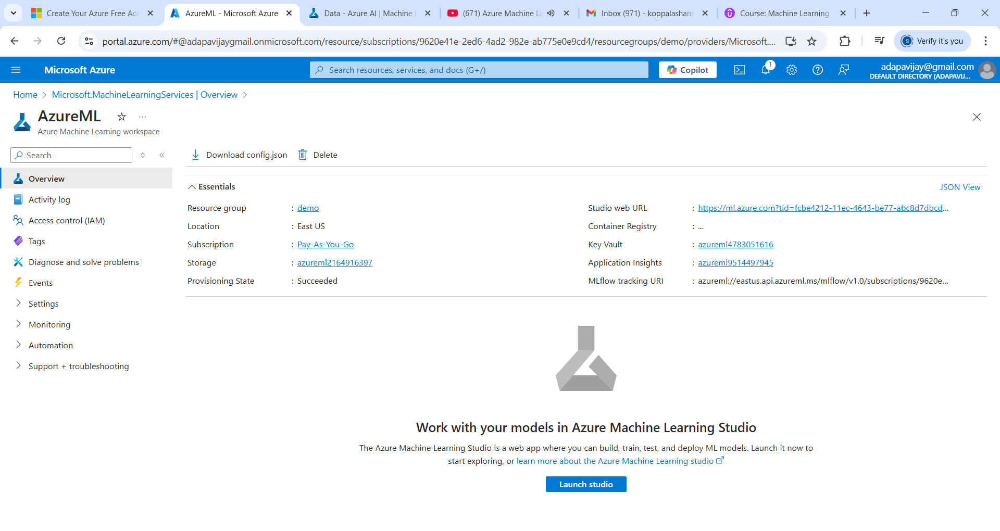 Create Your Azure Free Acc
AzureML - Microsoft Azure
Data - Azure AI | Machine L
(671) Azure Machine Le
Inbox (971) - koppalashann
Course: Machine Learning
portal.azure.com/#@adapavijaygmail.onmicrosoft.com/resource/subscriptions/9620e41e-2ed6-4ad2-982e-ab775e0e9cd4/resourcegroups/demo/providers/Microsoft....
S
Verify it's you
Microsoft Azure
Search resources, services, and docs (G+/)
Copilot
1
adapavijay@gmail.com
DEFAULT DIRECTORY (ADAPAVIJ...
Home > Microsoft.MachineLearningServices | Overview >
AzureML
Azure Machine Learning workspace
Search
Download config.json
Delete
Overview
Activity log
Access control (IAM)
Tags
Diagnose and solve problems
Events
Settings
Monitoring
Automation
Support + troubleshooting
Essentials
JSON View
Resource group : demo
Location : East US
Subscription : Pay-As-You-Go
Storage : azureml2164916397
Provisioning State : Succeeded
Studio web URL : https://ml.azure.com?tid=fcbe4212-11ec-4643-be77-abc8d7dbcd...
Container Registry : ...
Key Vault : azureml4783051616
Application Insights : azureml9514497945
MLflow tracking URI : azureml://eastus.api.azureml.ms/mlflow/v1.0/subscriptions/9620e...
Work with your models in Azure Machine Learning Studio
The Azure Machine Learning Studio is a web app where you can build, train, test, and deploy ML models. Launch it now to
start exploring, or learn more about the Azure Machine Learning studio
Launch studio